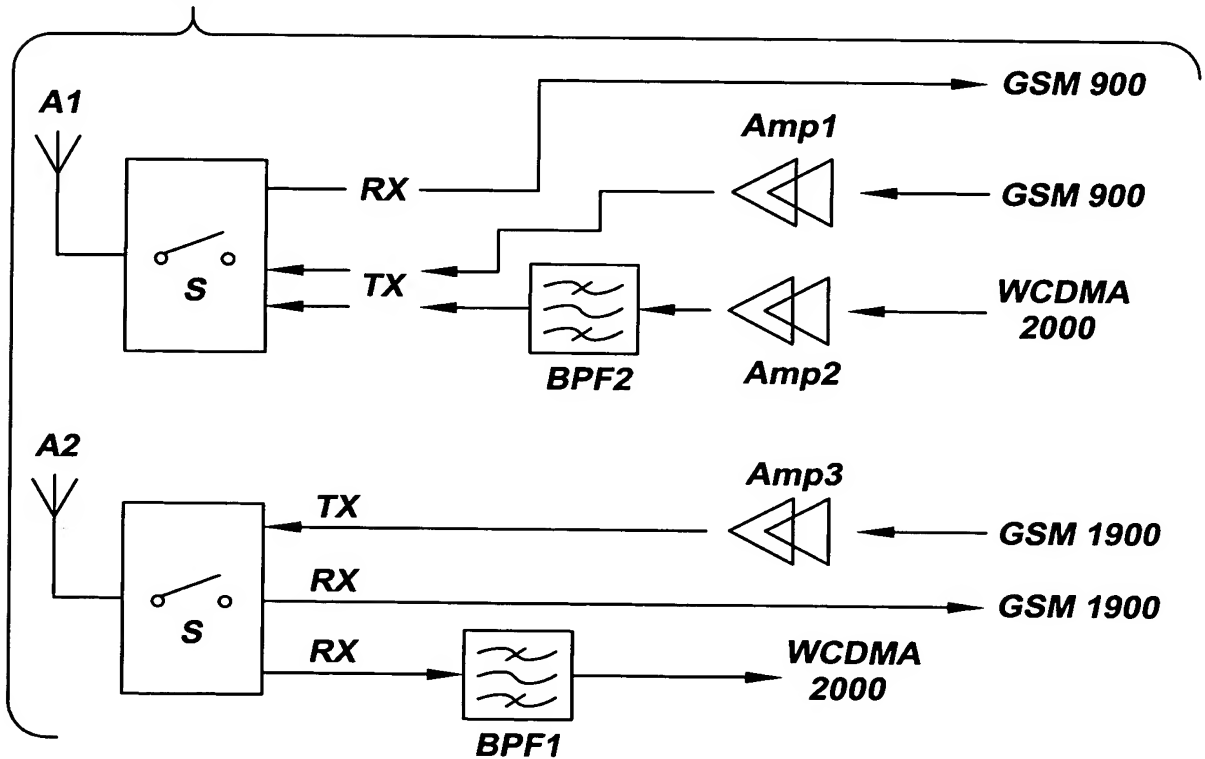 GSM 900
A1
Amp1
RX
GSM 900
S
TX
WCDMA
2000
BPF2
Amp2
A2
Amp3
TX
GSM 1900
RX
GSM 1900
S
RX
WCDMA
2000
BPF1